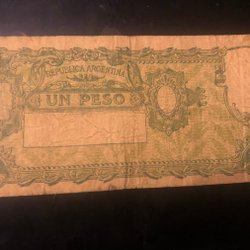 REPUBLICA ARGENTINA
UN PESO